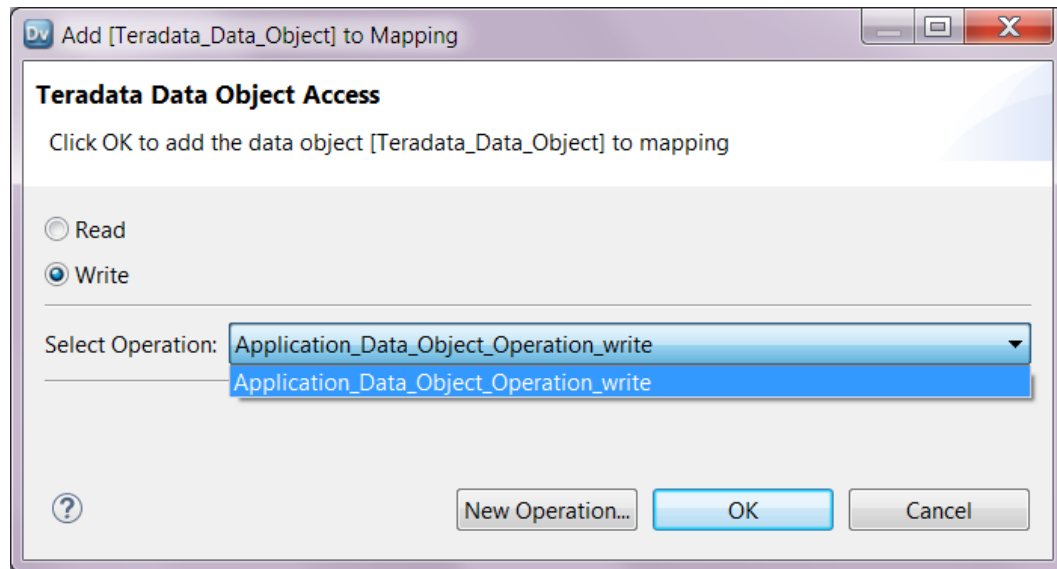 Dv Add [Teradata_Data_Object] to Mapping
X
Teradata Data Object Access
Click OK to add the data object [Teradata_Data_Object] to mapping
Read
Write
Select Operation: Application_Data_Object_Operation_write
Application_Data_Object_Operation_write
? New Operation... OK Cancel